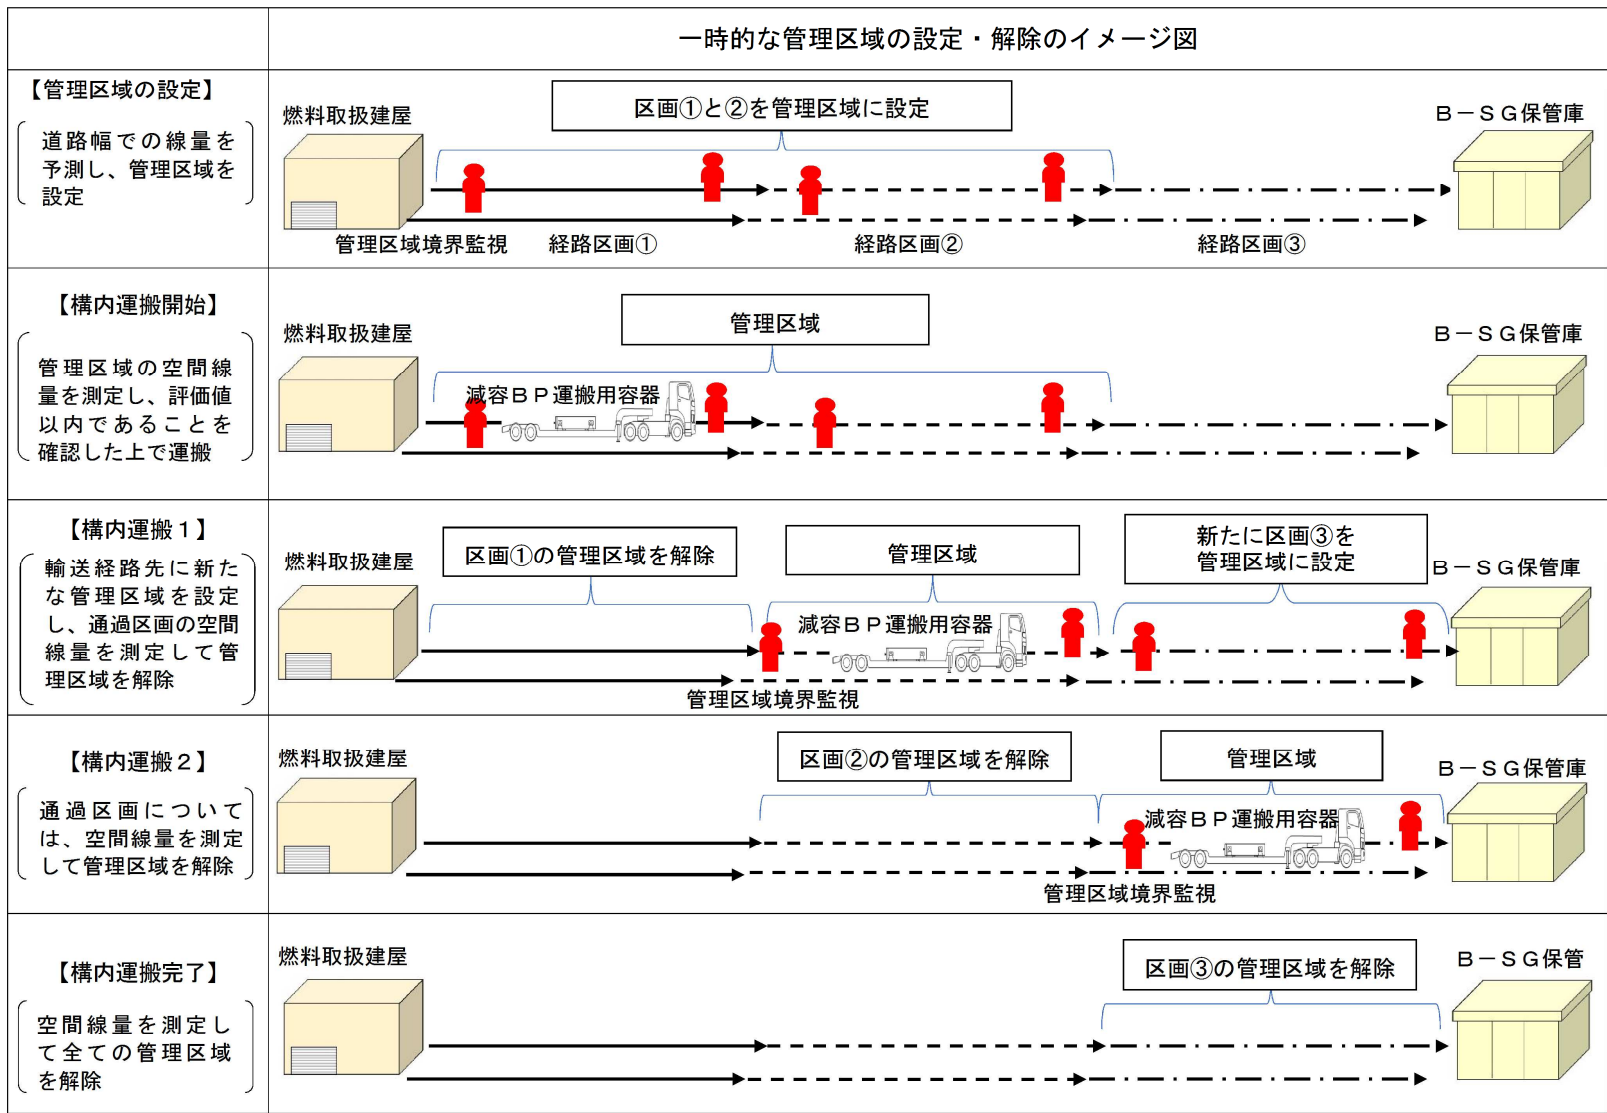 一時的な管理区域の設定・解除のイメージ図
【管理区域の設定】
道路幅での線量を
予測し、管理区域を
設定
燃料取扱建屋
区画①と②を管理区域に設定
B－SG保管庫
管理区域境界監視
経路区画①
経路区画②
経路区画③
【構内運搬開始】
管理区域の空間線
量を測定し、評価値
以内であることを
確認した上で運搬
燃料取扱建屋
管理区域
B－SG保管庫
減容BP運搬用容器
【構内運搬1】
輸送経路先に新た
な管理区域を設定
し、通過区画の空間
線量を測定して管
理区域を解除
燃料取扱建屋
区画①の管理区域を解除
管理区域
新たに区画③を
管理区域に設定
B－SG保管庫
減容BP運搬用容器
管理区域境界監視
【構内運搬2】
通過区画について
は、空間線量を測定
して管理区域を解除
燃料取扱建屋
区画②の管理区域を解除
管理区域
B－SG保管庫
減容BP運搬用容器
管理区域境界監視
【構内運搬完了】
空間線量を測定し
て全ての管理区域
を解除
燃料取扱建屋
区画③の管理区域を解除
B－SG保管